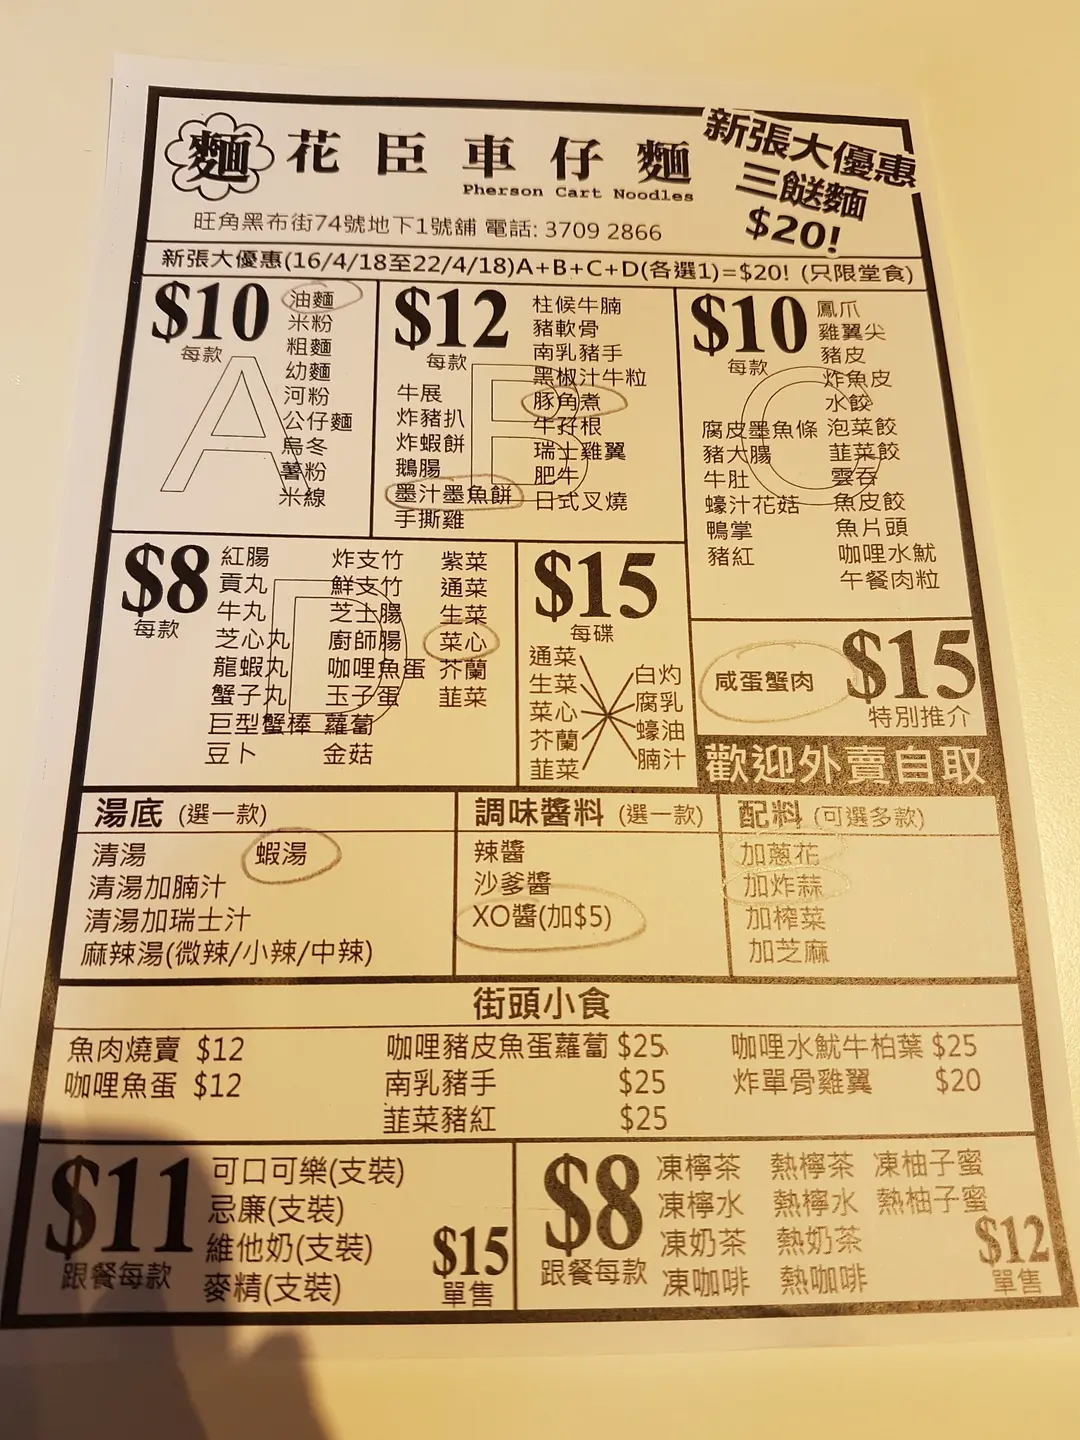 麵 花臣車仔麵
Pherson Cart Noodles
新張大優惠
三餸麵
$20!
旺角黑布街74號地下1號舖 電話: 3709 2866
新張大優惠(16/4/18至22/4/18)A+B+C+D(各選1)=$20! (只限堂食)
A
$10
每款
油麵
米粉
粗麵
幼麵
河粉
公仔麵
烏冬
薯粉
米線
B
$12
每款
牛展
炸豬扒
炸蝦餅
鵝腸
墨汁墨魚餅
手撕雞
柱候牛腩
豬軟骨
南乳豬手
黑椒汁牛粒
豚角煮
牛孖根
瑞士雞翼
肥牛
日式叉燒
C
$10
每款
腐皮墨魚條
豬大腸
牛肚
蠔汁花菇
鴨掌
豬紅
鳳爪
雞翼尖
豬皮
炸魚皮
水餃
泡菜餃
韮菜餃
雲吞
魚皮餃
魚片頭
咖哩水魷
午餐肉粒
D
$8
每款
紅腸
貢丸
牛丸
芝心丸
龍蝦丸
蟹子丸
巨型蟹棒
豆卜
炸支竹
鮮支竹
芝士腸
廚師腸
咖哩魚蛋
玉子蛋
蘿蔔
金菇
紫菜
通菜
生菜
菜心
芥蘭
韮菜
$15
每碟
通菜
生菜
菜心
芥蘭
韮菜
白灼
腐乳
蠔油
腩汁
咸蛋蟹肉
$15
特別推介
歡迎外賣自取
湯底 (選一款)
清湯 蝦湯
清湯加腩汁
清湯加瑞士汁
麻辣湯(微辣/小辣/中辣)
調味醬料 (選一款)
辣醬
沙爹醬
XO醬(加$5)
配料 (可選多款)
加蔥花
加炸蒜
加榨菜
加芝麻
街頭小食
魚肉燒賣 $12
咖哩魚蛋 $12
咖哩豬皮魚蛋蘿蔔 $25
南乳豬手 $25
韮菜豬紅 $25
咖哩水魷牛柏葉 $25
炸單骨雞翼 $20
$11
跟餐每款
可口可樂(支裝)
忌廉(支裝)
維他奶(支裝)
麥精(支裝)
$15
單售
$8
跟餐每款
凍檸茶 熱檸茶 凍柚子蜜
凍檸水 熱檸水 熱柚子蜜
凍奶茶 熱奶茶
凍咖啡 熱咖啡
$12
單售